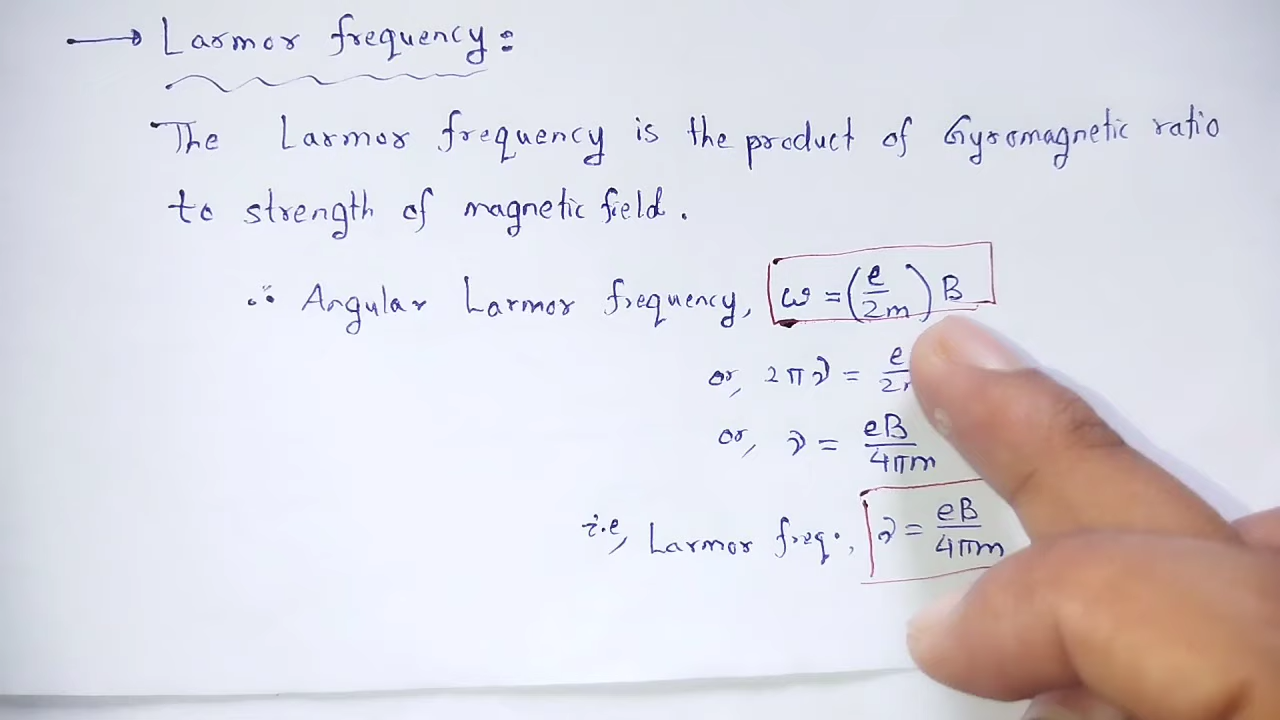 → Larmor frequency:
The Larmor frequency is the product of Gyromagnetic ratio
to strength of magnetic field.
∴ Angular Larmor frequency, ω = (e/2m) B
or, 2πν = e/2
or, ν = eB/4πm
i.e, Larmor freq., ν = eB/4πm